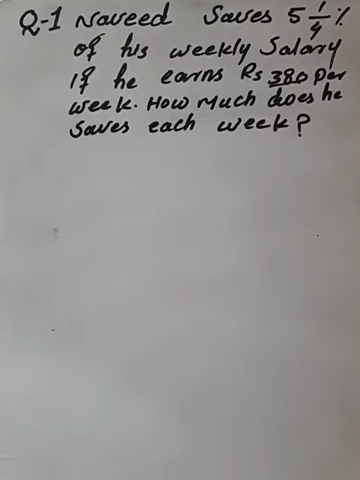 Q-1 Naveed Saves 5 1/4 %
of his weekly Salary
If he earns Rs 380 per
week. How much does he
Saves each week?